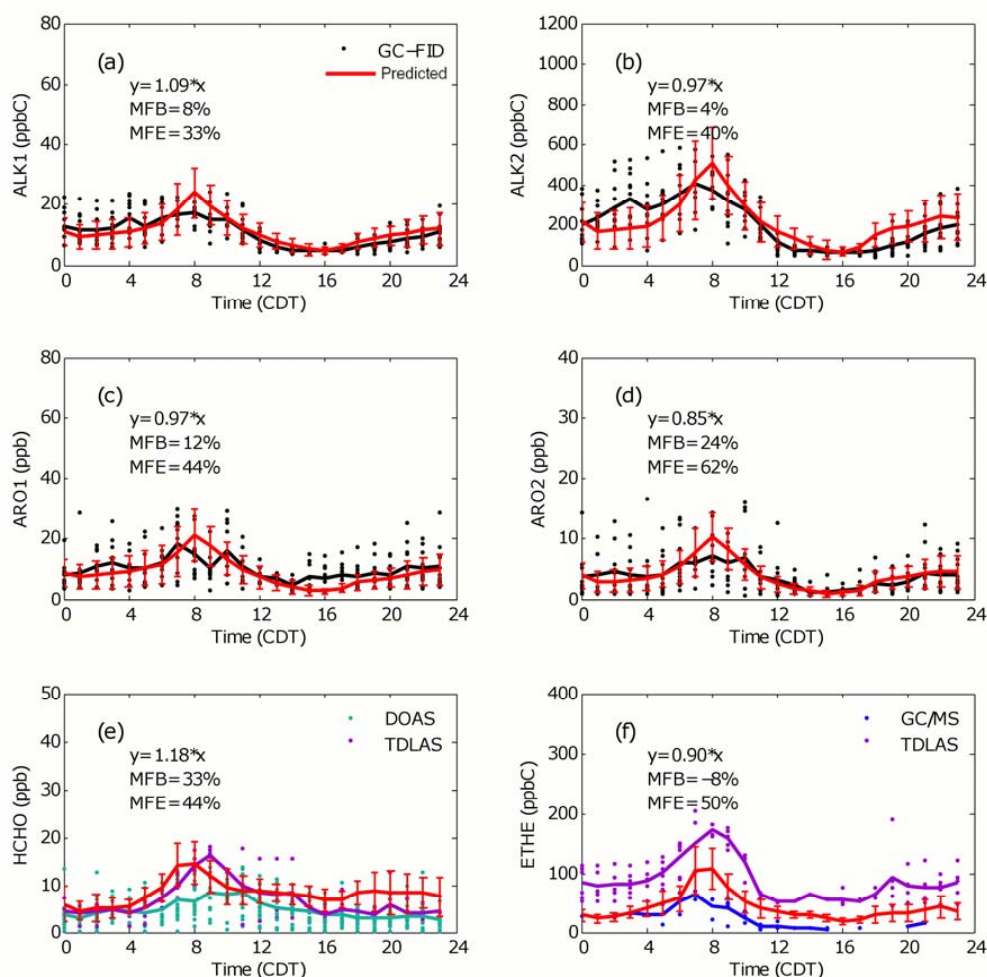 80
60
40
20
0
ALK1 (ppbC)
(a)
GC-FID
Predicted
y=1.09*x
MFB=8%
MFE=33%
0 4 8 12 16 20 24
Time (CDT)
1200
1000
800
600
400
200
0
ALK2 (ppbC)
(b)
y=0.97*x
MFB=4%
MFE=40%
0 4 8 12 16 20 24
Time (CDT)
80
60
40
20
0
ARO1 (ppb)
(c)
y=0.97*x
MFB=12%
MFE=44%
0 4 8 12 16 20 24
Time (CDT)
40
30
20
10
0
ARO2 (ppb)
(d)
y=0.85*x
MFB=24%
MFE=62%
0 4 8 12 16 20 24
Time (CDT)
50
40
30
20
10
0
HCHO (ppb)
(e)
DOAS
TDLAS
y=1.18*x
MFB=33%
MFE=44%
0 4 8 12 16 20 24
Time (CDT)
400
300
200
100
0
ETHE (ppbC)
(f)
GC/MS
TDLAS
y=0.90*x
MFB=-8%
MFE=50%
0 4 8 12 16 20 24
Time (CDT)